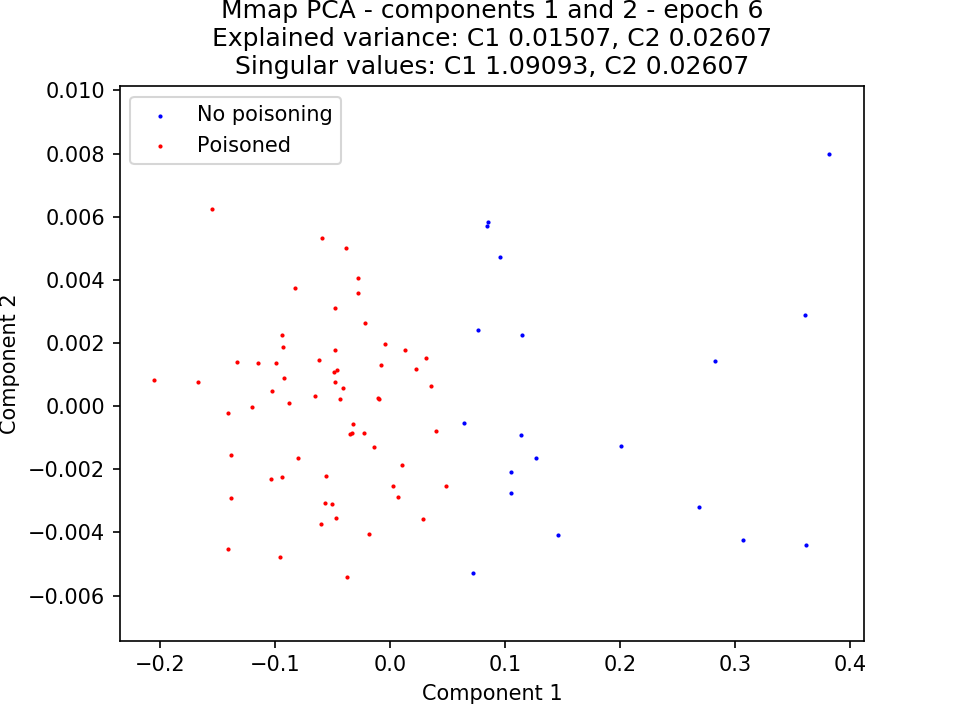 Mmap PCA - components 1 and 2 - epoch 6
Explained variance: C1 0.01507, C2 0.02607
Singular values: C1 1.09093, C2 0.02607
0.010
0.008
0.006
0.004
0.002
0.000
−0.002
−0.004
−0.006
Component 2
No poisoning
Poisoned
−0.2
−0.1
0.0
0.1
0.2
0.3
0.4
Component 1